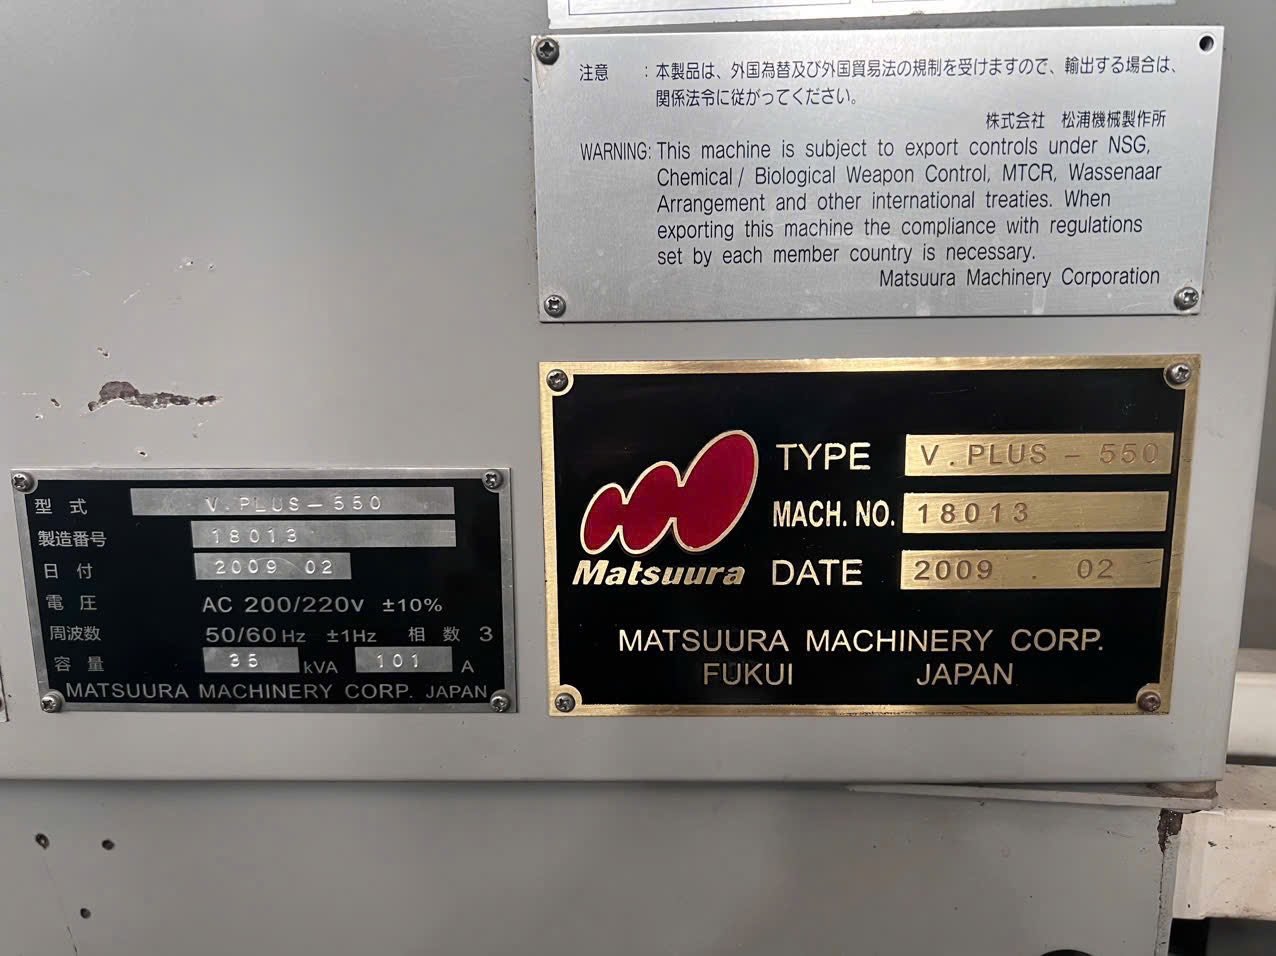 注意 : 本製品は、外国為替及び外国貿易法の規制を受けますので、輸出する場合は、
関係法令に従がってください。
株式会社 松浦機械製作所
WARNING: This machine is subject to export controls under NSG,
Chemical / Biological Weapon Control, MTCR, Wassenaar
Arrangement and other international treaties. When
exporting this machine the compliance with regulations
set by each member country is necessary.
Matsuura Machinery Corporation
型式 V.PLUS-550
製造番号 18013
日付 2009 02
電圧 AC 200/220V ±10%
周波数 50/60 Hz ±1Hz 相数 3
容量 35 kVA 101 A
MATSUURA MACHINERY CORP. JAPAN
Matsuura
TYPE V.PLUS-550
MACH. NO. 18013
DATE 2009 . 02
MATSUURA MACHINERY CORP.
FUKUI JAPAN